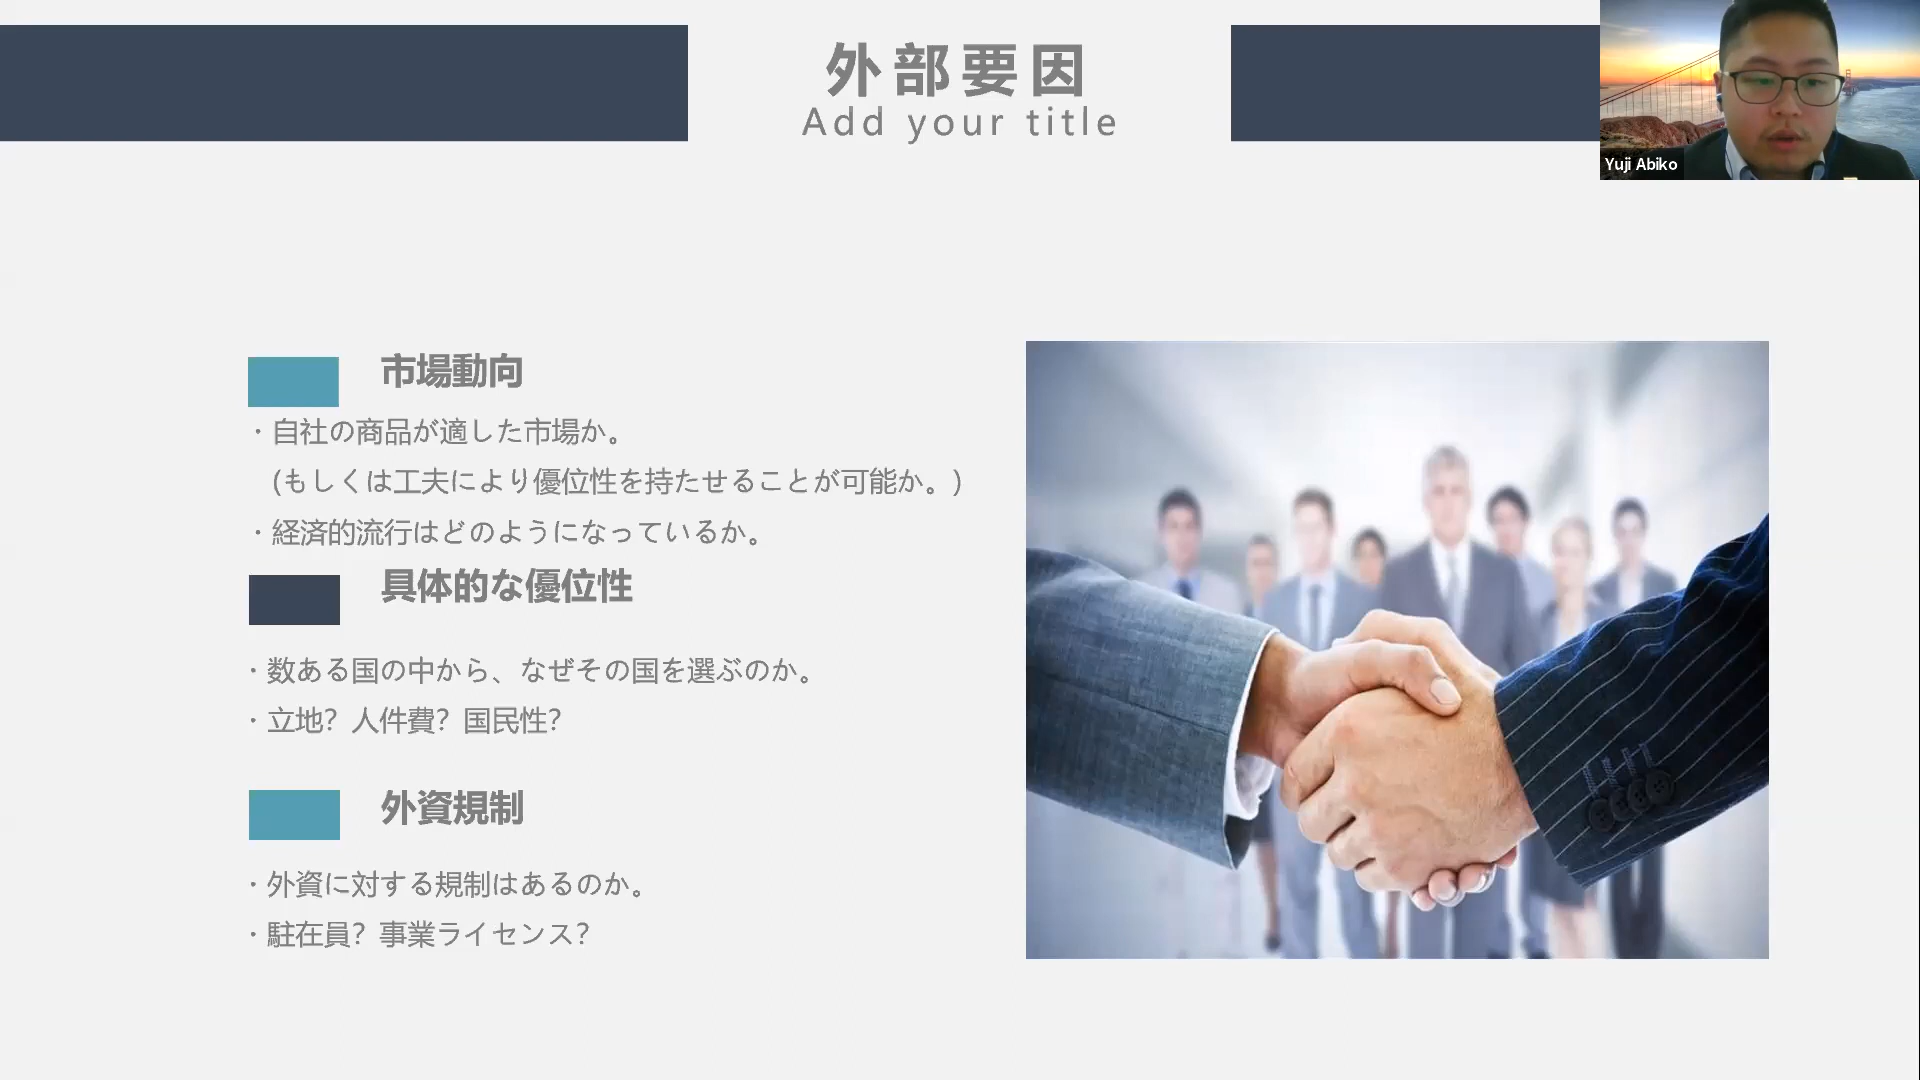 外部要因
Add your title
Yuji Abiko
市場動向
・自社の商品が適した市場か。
(もしくは工夫により優位性を持たせることが可能か。)
・経済的流行はどのようになっているか。
具体的な優位性
・数ある国の中から、なぜその国を選ぶのか。
・立地？人件費？国民性？
外資規制
・外資に対する規制はあるのか。
・駐在員？事業ライセンス？